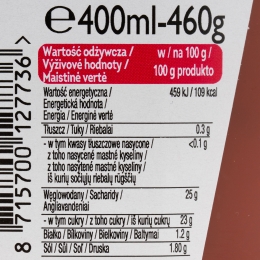 e400ml-460g
Wartość odżywcza /
Výživové hodnoty /
Maistinė vertė
w / na 100 g /
100 g produkto
Wartość energetyczna /
Energetická hodnota /
Energia / Energinė vertė
459 kJ / 109 kcal
Tłuszcz / Tuky / Riebalai
0.3 g
- w tym kwasy tłuszczowe nasycone /
z toho nasýtené mastné kyseliny /
z toho nasycené mastné kyseliny /
iš kurių sočiųjų riebalų rūgščių
<0.1 g
Węglowodany / Sacharidy /
Angliavandeniai
25 g
- w tym cukry / z toho cukry / iš kurių cukrų
23 g
Białko / Bílkoviny / Bielkoviny / Baltymai
1.2 g
Sól / Sůl / Soľ / Druska
1.80 g
8 715700 127736 >